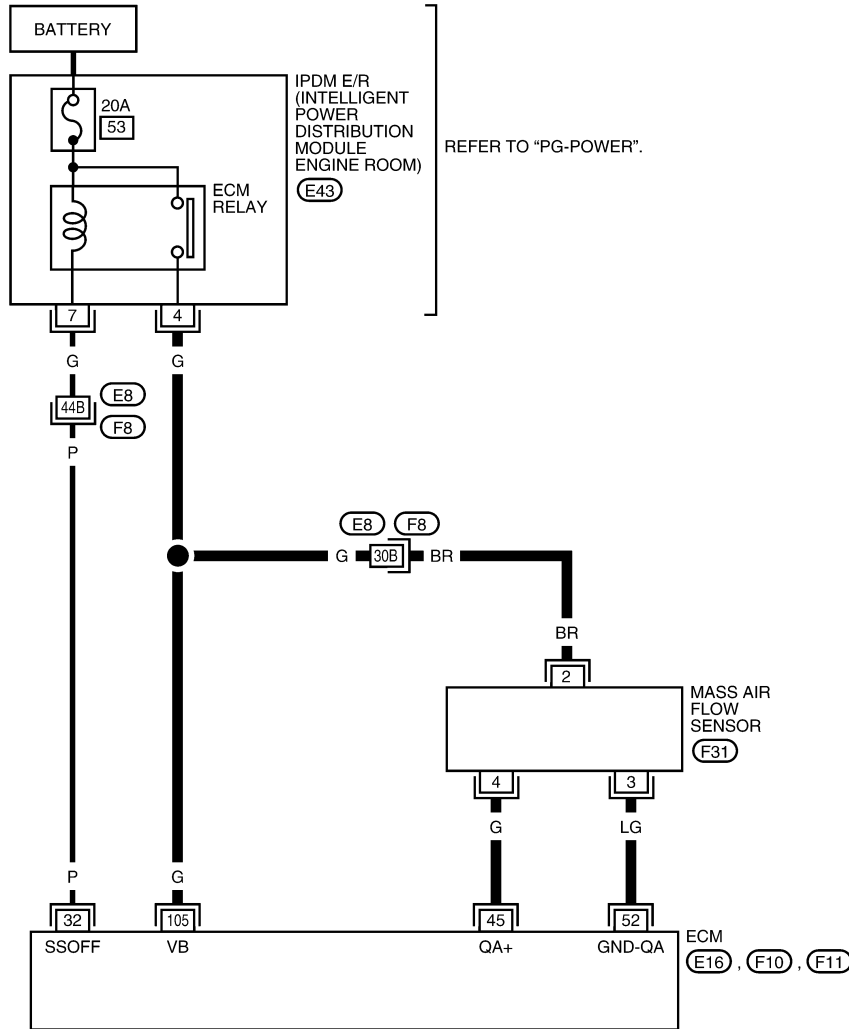 BATTERY
20A
53
IPDM E/R
(INTELLIGENT
POWER
DISTRIBUTION
MODULE
ENGINE ROOM)
E43
REFER TO “PG-POWER”.
ECM
RELAY
7
4
G
G
44B
E8
F8
P
E8
F8
G
30B
BR
BR
2
MASS AIR
FLOW
SENSOR
F31
4
3
G
LG
P
G
32
105
45
52
SSOFF
VB
QA+
GND-QA
ECM
E16 , F10 , F11